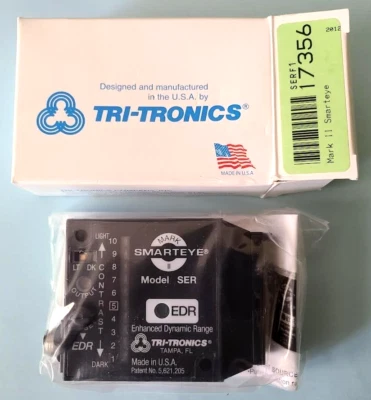 Designed and manufactured
in the U.S.A. by
TRI-TRONICS®
MADE IN U.S.A.
SERF1
17356
2012
Mark II Smarteye
LIGHT
10
9
8
7
6
5
4
3
2
1
DARK
LT DK
OUTPUT
CONTRAST
EDR
MARK
SMARTEYE®
II
Model SER
EDR
Enhanced Dynamic Range
TRI-TRONICS®
TAMPA, FL
Made in U.S.A.
Patent No. 5,621,205